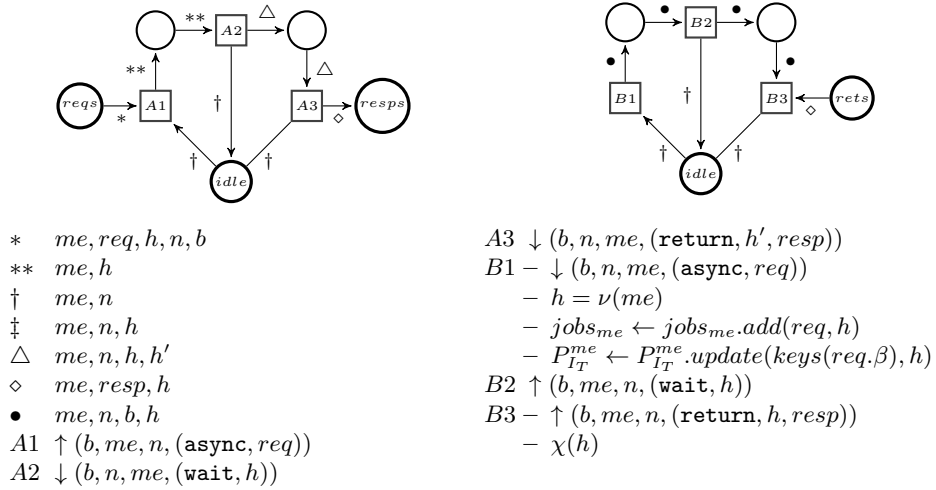 ** A2 △
** △
reqs A1 A3 resps
* † ◇
† †
idle
• B2 •
• •
B1 † B3 rets
◇
† †
idle
* me, req, h, n, b
** me, h
† me, n
‡ me, n, h
△ me, n, h, h′
⋄ me, resp, h
• me, n, b, h
A1 ↑ (b, me, n, (async, req))
A2 ↓ (b, n, me, (wait, h))
A3 ↓ (b, n, me, (return, h′, resp))
B1 – ↓ (b, n, me, (async, req))
– h = ν(me)
– jobs_me ← jobs_me.add(req, h)
– P^me_{I_T} ← P^me_{I_T}.update(keys(req.β), h)
B2 ↑ (b, me, n, (wait, h))
B3 – ↑ (b, me, n, (return, h, resp))
– χ(h)